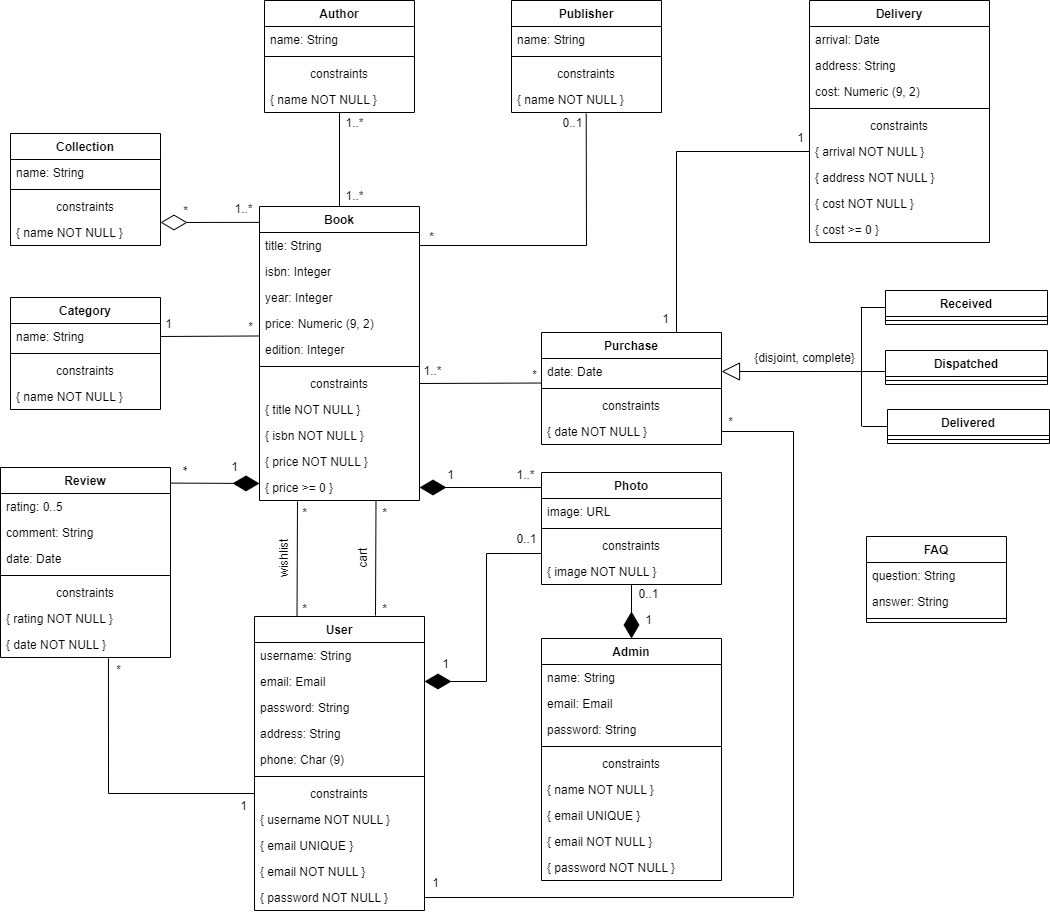 Author
name: String
constraints
{ name NOT NULL }
1..*
1..*
Publisher
name: String
constraints
{ name NOT NULL }
0..1
*
Delivery
arrival: Date
address: String
cost: Numeric (9, 2)
constraints
{ arrival NOT NULL }
{ address NOT NULL }
{ cost NOT NULL }
{ cost >= 0 }
1
1
Collection
name: String
constraints
{ name NOT NULL }
*
1..*
Book
title: String
isbn: Integer
year: Integer
price: Numeric (9, 2)
edition: Integer
constraints
{ title NOT NULL }
{ isbn NOT NULL }
{ price NOT NULL }
{ price >= 0 }
Category
name: String
constraints
{ name NOT NULL }
1
*
1..*
*
Purchase
date: Date
constraints
{ date NOT NULL }
*
{disjoint, complete}
Received
Dispatched
Delivered
Review
rating: 0..5
comment: String
date: Date
constraints
{ rating NOT NULL }
{ date NOT NULL }
*
1
*
1
1
1..*
Photo
image: URL
constraints
{ image NOT NULL }
0..1
0..1
1
1
*
*
wishlist
cart
*
*
User
username: String
email: Email
password: String
address: String
phone: Char (9)
constraints
{ username NOT NULL }
{ email UNIQUE }
{ email NOT NULL }
{ password NOT NULL }
1
Admin
name: String
email: Email
password: String
constraints
{ name NOT NULL }
{ email UNIQUE }
{ email NOT NULL }
{ password NOT NULL }
FAQ
question: String
answer: String